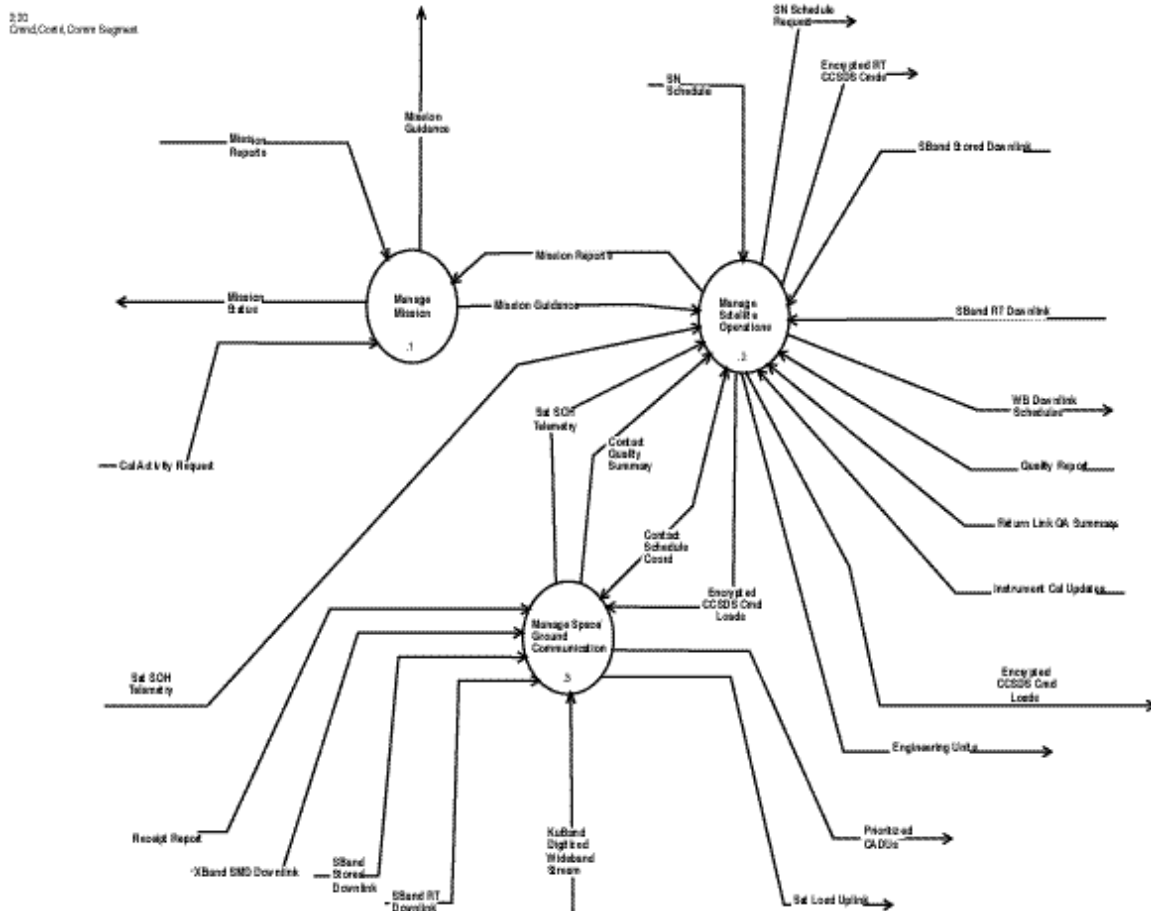 Cmnd,Control,Comm Segment
SN Schedule
Request
Encrypted RT
CCSDS Cmds
SN
Schedule
Mission
Guidance
Mission
Reports
SBand Stored Downlink
Mission Reports
Manage
Mission
.1
Mission Guidance
Manage
Satellite
Operations
.2
Mission
Status
SBand RT Downlink
WB Downlink
Schedules
Sat SOH
Telemetry
Contact
Quality
Summary
Cal Activity Request
Quality Report
Return Link QA Summary
Contact
Schedule
Coord
Instrument Cal Updates
Encrypted
CCSDS Cmd
Loads
Manage Space/
Ground
Communication
.3
Sat SOH
Telemetry
Encrypted
CCSDS Cmd
Loads
Engineering Units
Receipt Report
XBand SMD Downlink
SBand
Stored
Downlink
SBand RT
Downlink
KuBand
Digitized
Wideband
Stream
Prioritized
CADUs
Sat Load Uplink